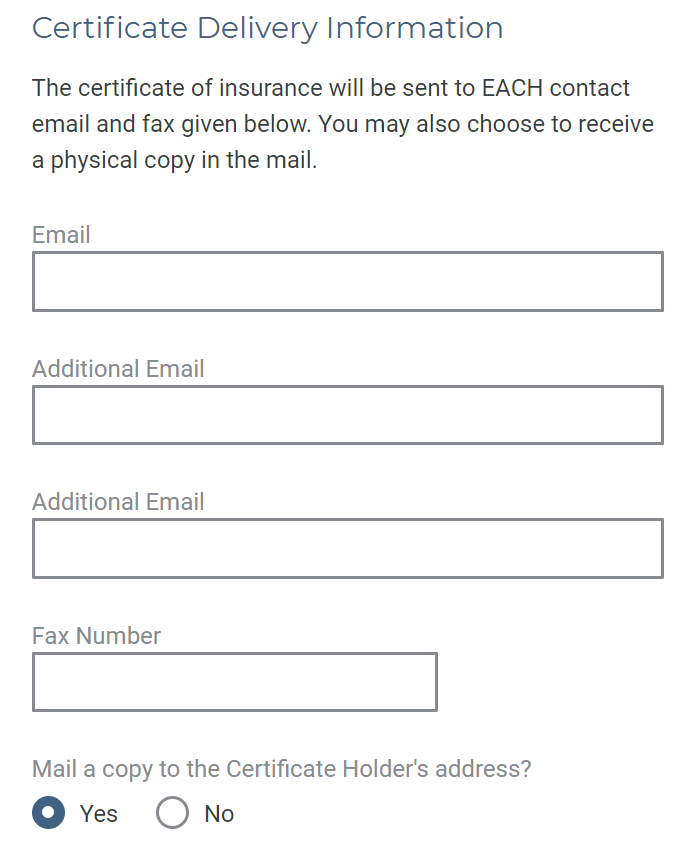 Certificate Delivery Information
The certificate of insurance will be sent to EACH contact
email and fax given below. You may also choose to receive
a physical copy in the mail.
Email
Additional Email
Additional Email
Fax Number
Mail a copy to the Certificate Holder's address?
Yes No